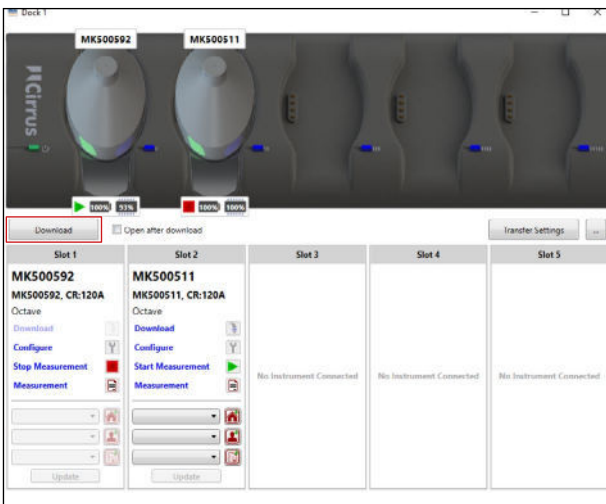 Dock 1
MK500592
MK500511
Cirrus
100% 93%
100% 100%
Download
Open after download
Transfer Settings
...
Slot 1
Slot 2
Slot 3
Slot 4
Slot 5
MK500592
MK500592, CR:120A
Octave
Download
Configure
Stop Measurement
Measurement
Update
MK500511
MK500511, CR:120A
Octave
Download
Configure
Start Measurement
Measurement
Update
No Instrument Connected
No Instrument Connected
No Instrument Connected